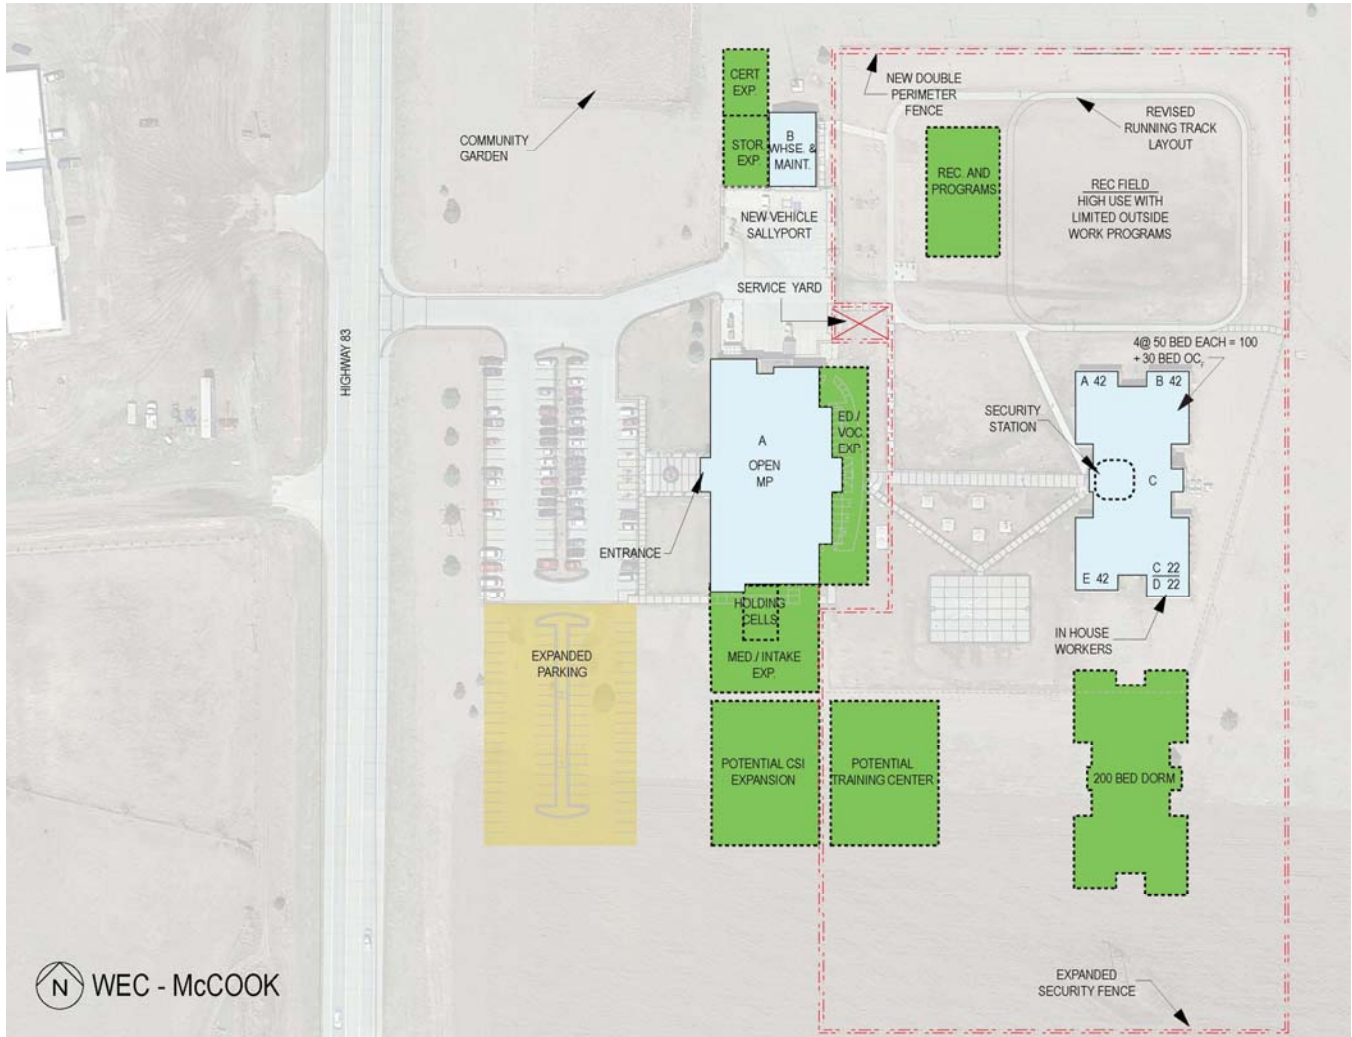 CERT
EXP.
STOR.
EXP.
B
WHSE. &
MAINT.
COMMUNITY
GARDEN
NEW DOUBLE
PERIMETER
FENCE
REVISED
RUNNING TRACK
LAYOUT
REC. AND
PROGRAMS
REC FIELD
HIGH USE WITH
LIMITED OUTSIDE
WORK PROGRAMS
NEW VEHICLE
SALLYPORT
SERVICE YARD
HIGHWAY 83
4@ 50 BED EACH = 100
+ 30 BED OC,
A 42
B 42
SECURITY
STATION
C
E 42
C 22
D 22
A
OPEN
MP
ED./
VOC
EXP.
ENTRANCE
HOLDING
CELLS
MED./ INTAKE
EXP.
IN HOUSE
WORKERS
EXPANDED
PARKING
POTENTIAL CSI
EXPANSION
POTENTIAL
TRAINING CENTER
200 BED DORM
EXPANDED
SECURITY FENCE
N
WEC - McCOOK